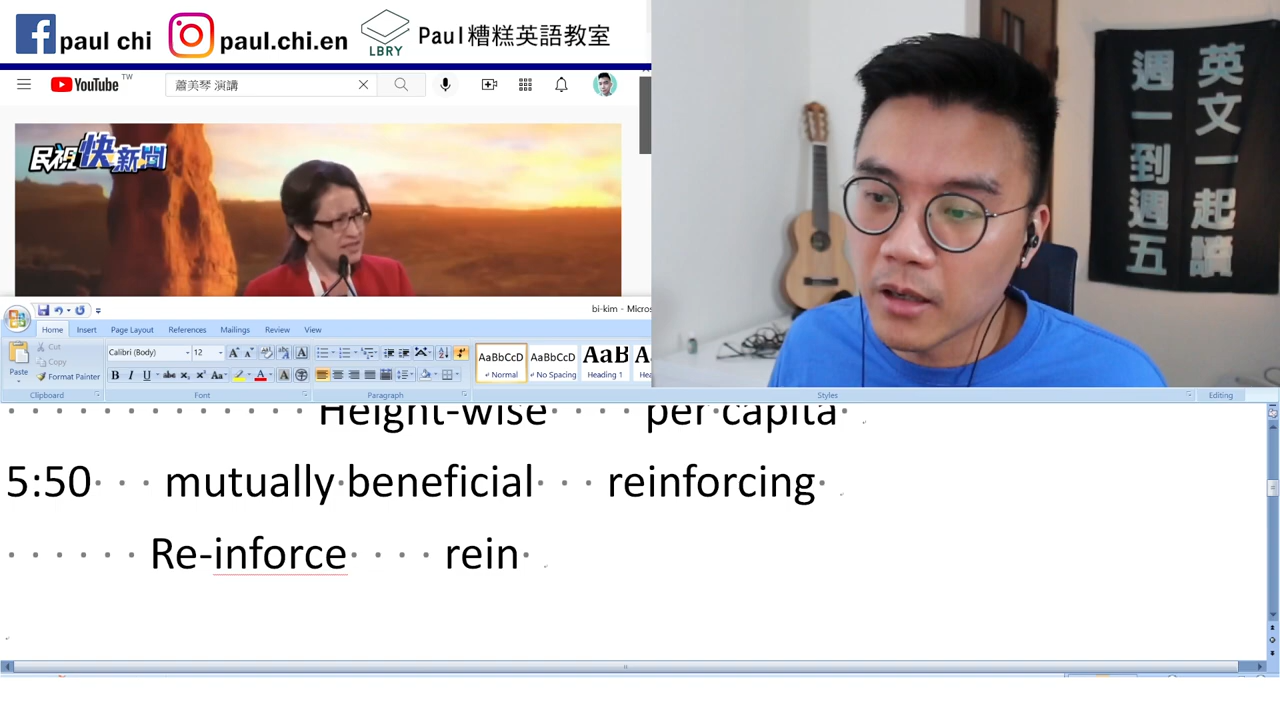 paul chi
paul.chi.en
LBRY
Paul糟糕英語教室
YouTube TW
蕭美琴 演講
民視快新聞
英文一起讀
週一到週五
bi-kim - Micros
Home Insert Page Layout References Mailings Review View
Paste
Cut
Copy
Format Painter
Calibri (Body) 12
AaBbCcD AaBbCcD AaBb
Normal No Spacing Heading 1
Clipboard Font Paragraph Styles Editing
Height-wise per capita
5:50 mutually beneficial reinforcing
Re-inforce rein